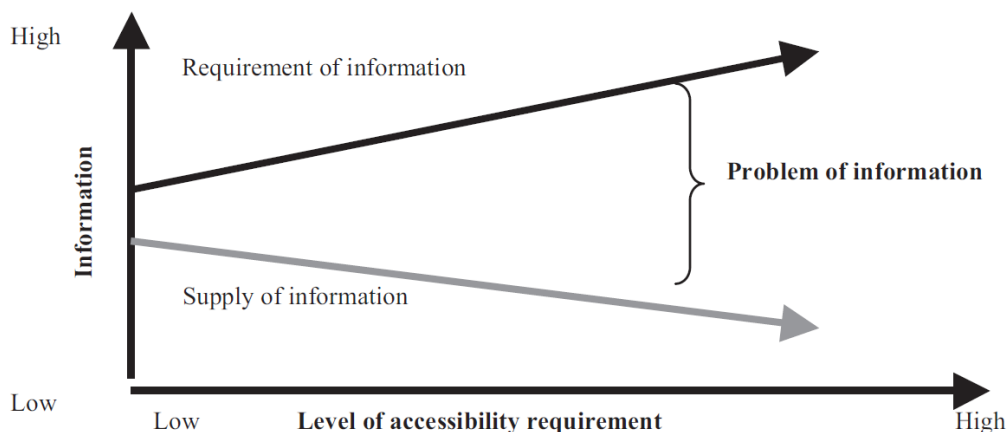 High
Requirement of information
Problem of information
Information
Supply of information
Low
Low
Level of accessibility requirement
High